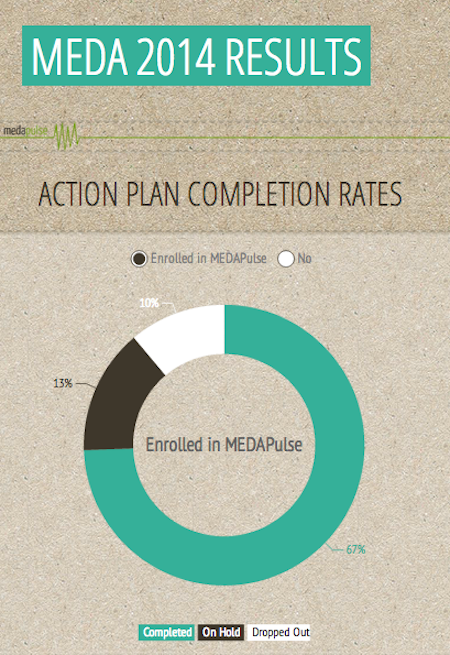 MEDA 2014 RESULTS
medapulse
ACTION PLAN COMPLETION RATES
Enrolled in MEDAPulse No
10%
13%
Enrolled in MEDAPulse
67%
Completed On Hold Dropped Out